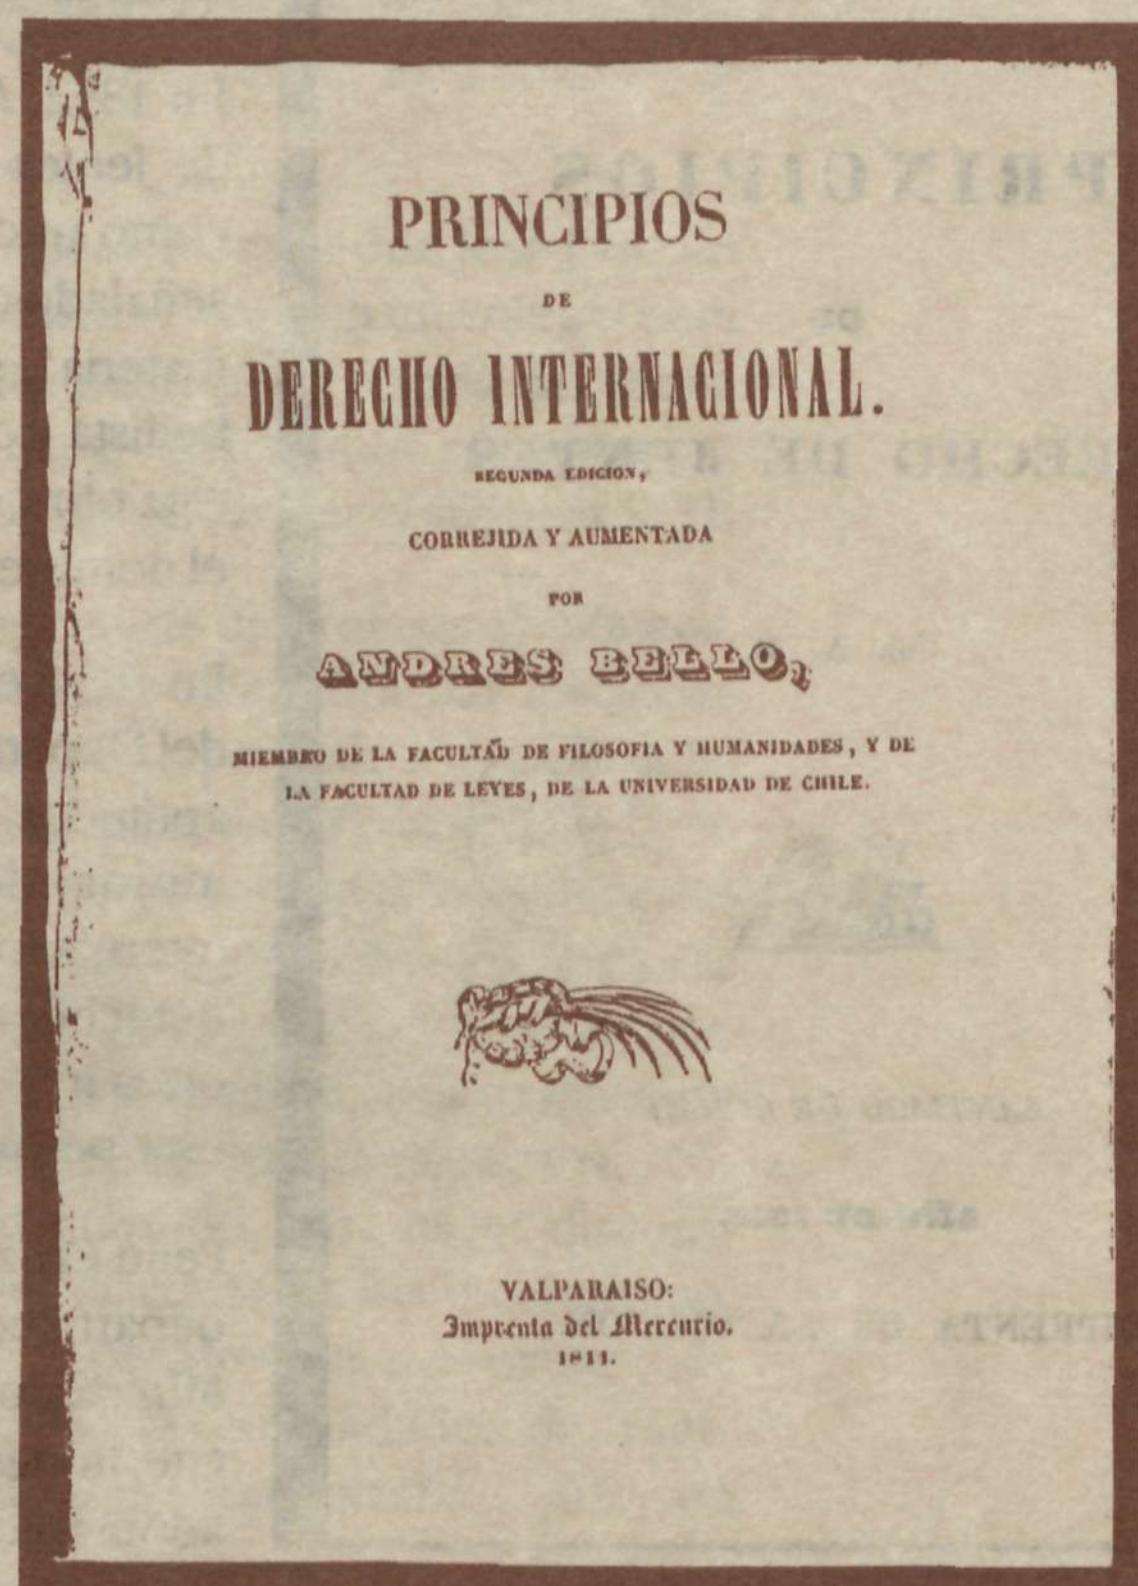 PRINCIPIOS
DE
DERECHO INTERNACIONAL.
SEGUNDA EDICION,
CORREJIDA Y AUMENTADA
POR
ANDRES BELLO,
MIEMBRO DE LA FACULTAD DE FILOSOFIA Y HUMANIDADES, Y DE
LA FACULTAD DE LEYES, DE LA UNIVERSIDAD DE CHILE.
VALPARAISO:
Imprenta del Mercurio.